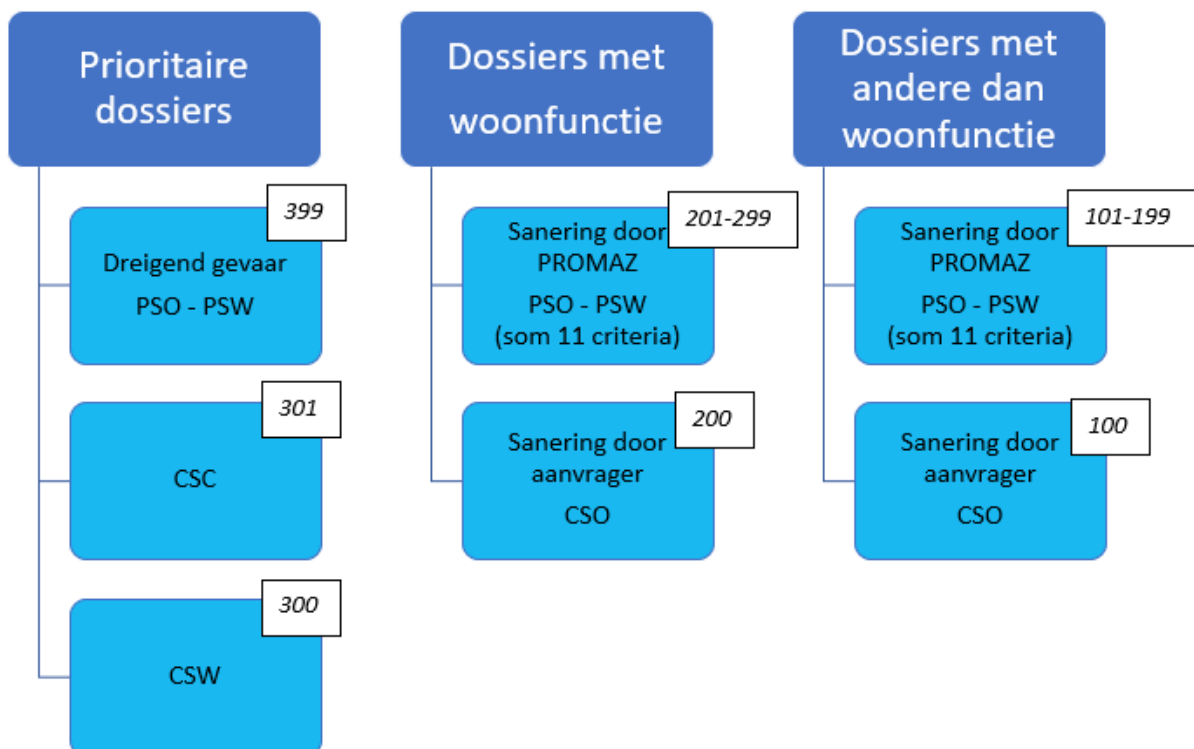 Prioritaire
dossiers
399
Dreigend gevaar
PSO - PSW
301
CSC
300
CSW
Dossiers met
woonfunctie
201-299
Sanering door
PROMAZ
PSO - PSW
(som 11 criteria)
200
Sanering door
aanvrager
CSO
Dossiers met
andere dan
woonfunctie
101-199
Sanering door
PROMAZ
PSO - PSW
(som 11 criteria)
100
Sanering door
aanvrager
CSO